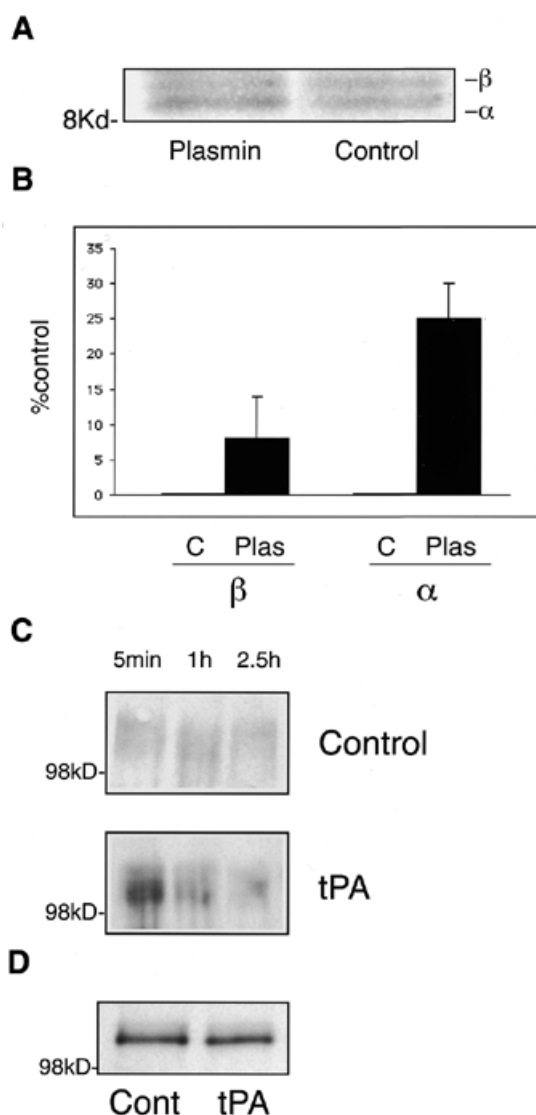 A
–β
8Kd-
–α
Plasmin Control
B
35
30
25
20
15
10
5
0
%control
C Plas C Plas
β α
C
5min 1h 2.5h
Control
98kD-
tPA
98kD-
D
98kD-
Cont tPA